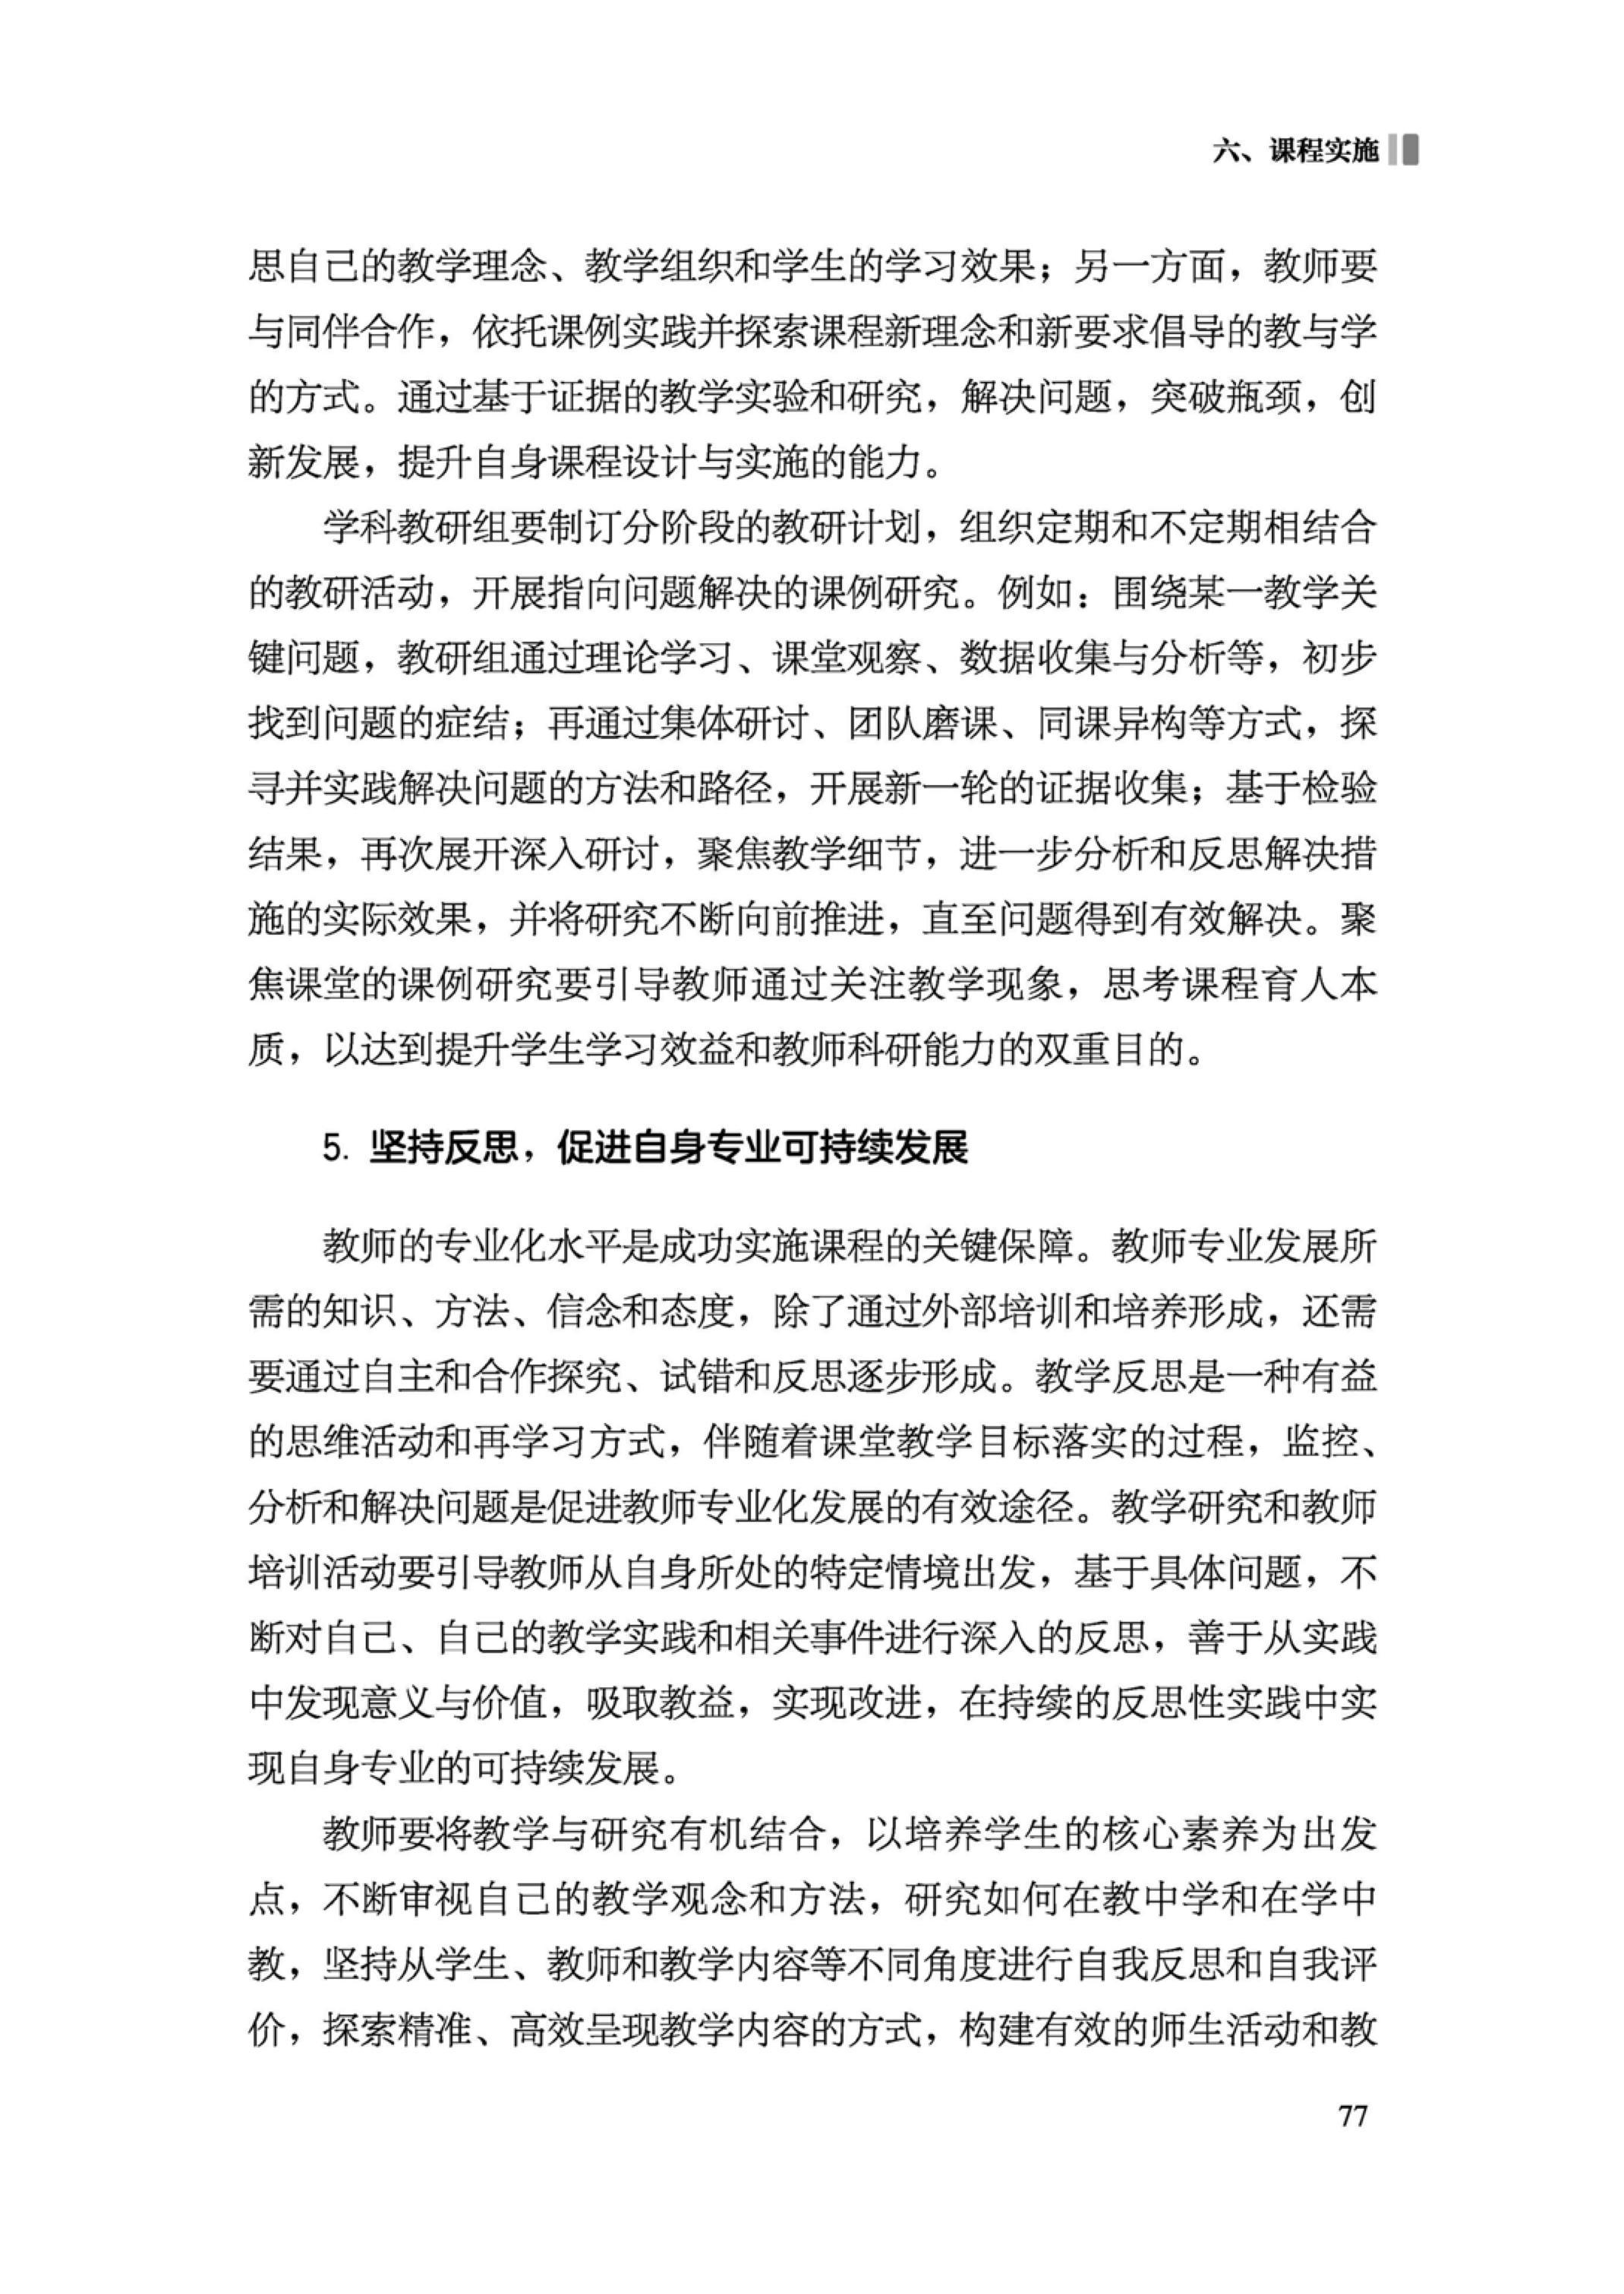 六、课程实施
思自己的教学理念、教学组织和学生的学习效果；另一方面，教师要
与同伴合作，依托课例实践并探索课程新理念和新要求倡导的教与学
的方式。通过基于证据的教学实验和研究，解决问题，突破瓶颈，创
新发展，提升自身课程设计与实施的能力。
学科教研组要制订分阶段的教研计划，组织定期和不定期相结合
的教研活动，开展指向问题解决的课例研究。例如：围绕某一教学关
键问题，教研组通过理论学习、课堂观察、数据收集与分析等，初步
找到问题的症结；再通过集体研讨、团队磨课、同课异构等方式，探
寻并实践解决问题的方法和路径，开展新一轮的证据收集；基于检验
结果，再次展开深入研讨，聚焦教学细节，进一步分析和反思解决措
施的实际效果，并将研究不断向前推进，直至问题得到有效解决。聚
焦课堂的课例研究要引导教师通过关注教学现象，思考课程育人本
质，以达到提升学生学习效益和教师科研能力的双重目的。
5. 坚持反思，促进自身专业可持续发展
教师的专业化水平是成功实施课程的关键保障。教师专业发展所
需的知识、方法、信念和态度，除了通过外部培训和培养形成，还需
要通过自主和合作探究、试错和反思逐步形成。教学反思是一种有益
的思维活动和再学习方式，伴随着课堂教学目标落实的过程，监控、
分析和解决问题是促进教师专业化发展的有效途径。教学研究和教师
培训活动要引导教师从自身所处的特定情境出发，基于具体问题，不
断对自己、自己的教学实践和相关事件进行深入的反思，善于从实践
中发现意义与价值，吸取教益，实现改进，在持续的反思性实践中实
现自身专业的可持续发展。
教师要将教学与研究有机结合，以培养学生的核心素养为出发
点，不断审视自己的教学观念和方法，研究如何在教中学和在学中
教，坚持从学生、教师和教学内容等不同角度进行自我反思和自我评
价，探索精准、高效呈现教学内容的方式，构建有效的师生活动和教
77